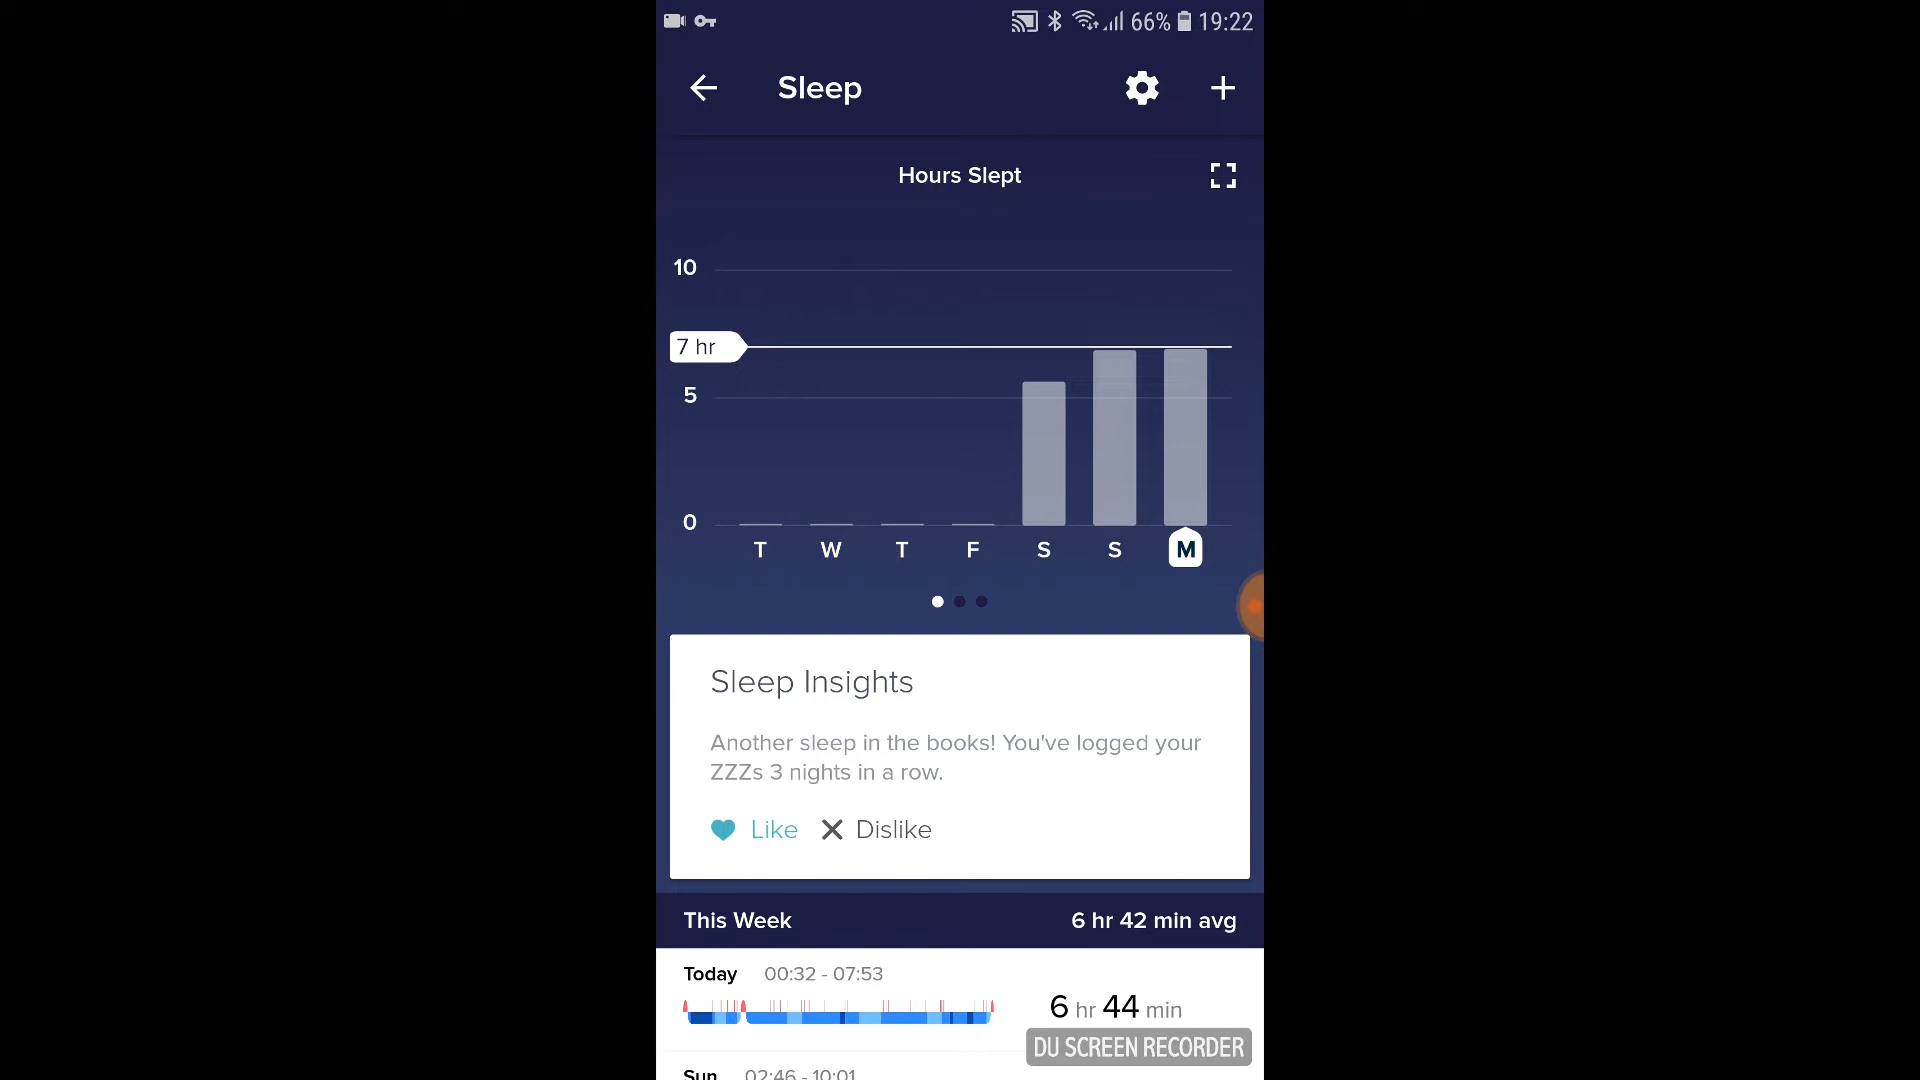 66% 19:22
Sleep
Hours Slept
10
7 hr
5
0
T W T F S S M
Sleep Insights
Another sleep in the books! You've logged your
ZZZs 3 nights in a row.
Like Dislike
This Week 6 hr 42 min avg
Today 00:32 - 07:53
6 hr 44 min
DU SCREEN RECORDER
Sun 02:46 - 10:01